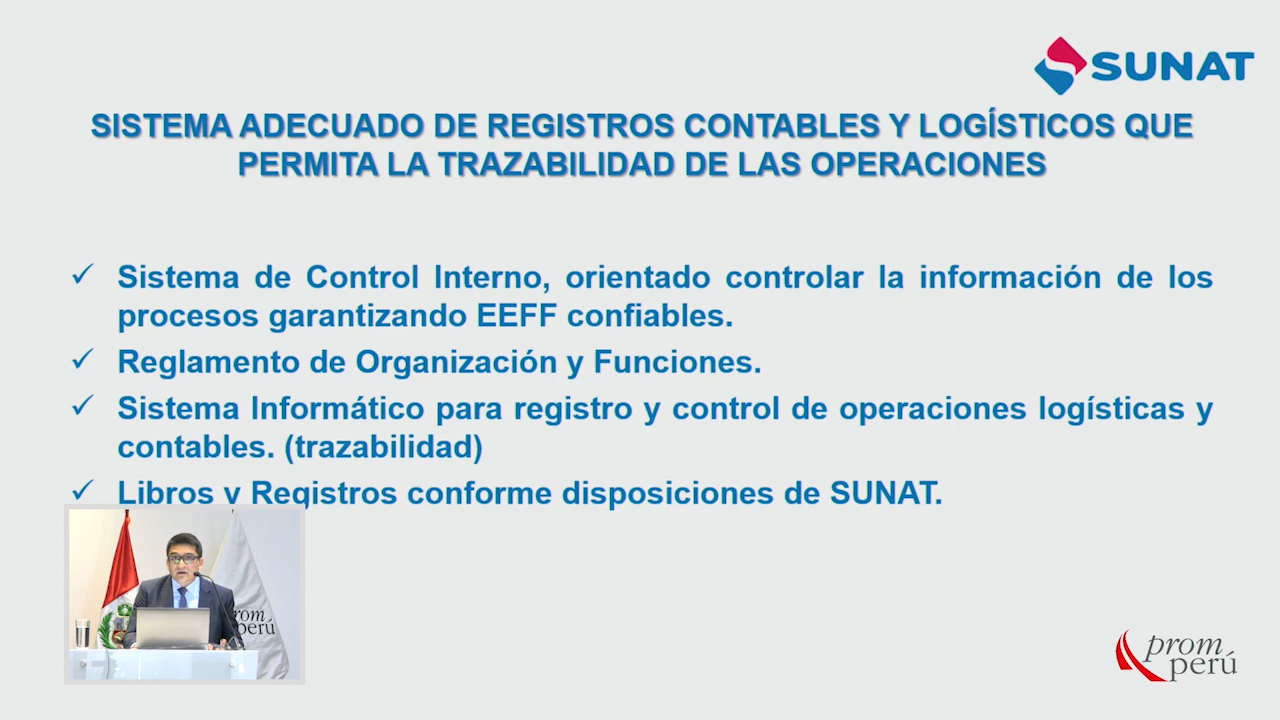 SUNAT
SISTEMA ADECUADO DE REGISTROS CONTABLES Y LOGÍSTICOS QUE
PERMITA LA TRAZABILIDAD DE LAS OPERACIONES
✓ Sistema de Control Interno, orientado controlar la información de los
procesos garantizando EEFF confiables.
✓ Reglamento de Organización y Funciones.
✓ Sistema Informático para registro y control de operaciones logísticas y
contables. (trazabilidad)
✓ Libros y Registros conforme disposiciones de SUNAT.
prom
perú
prom
perú